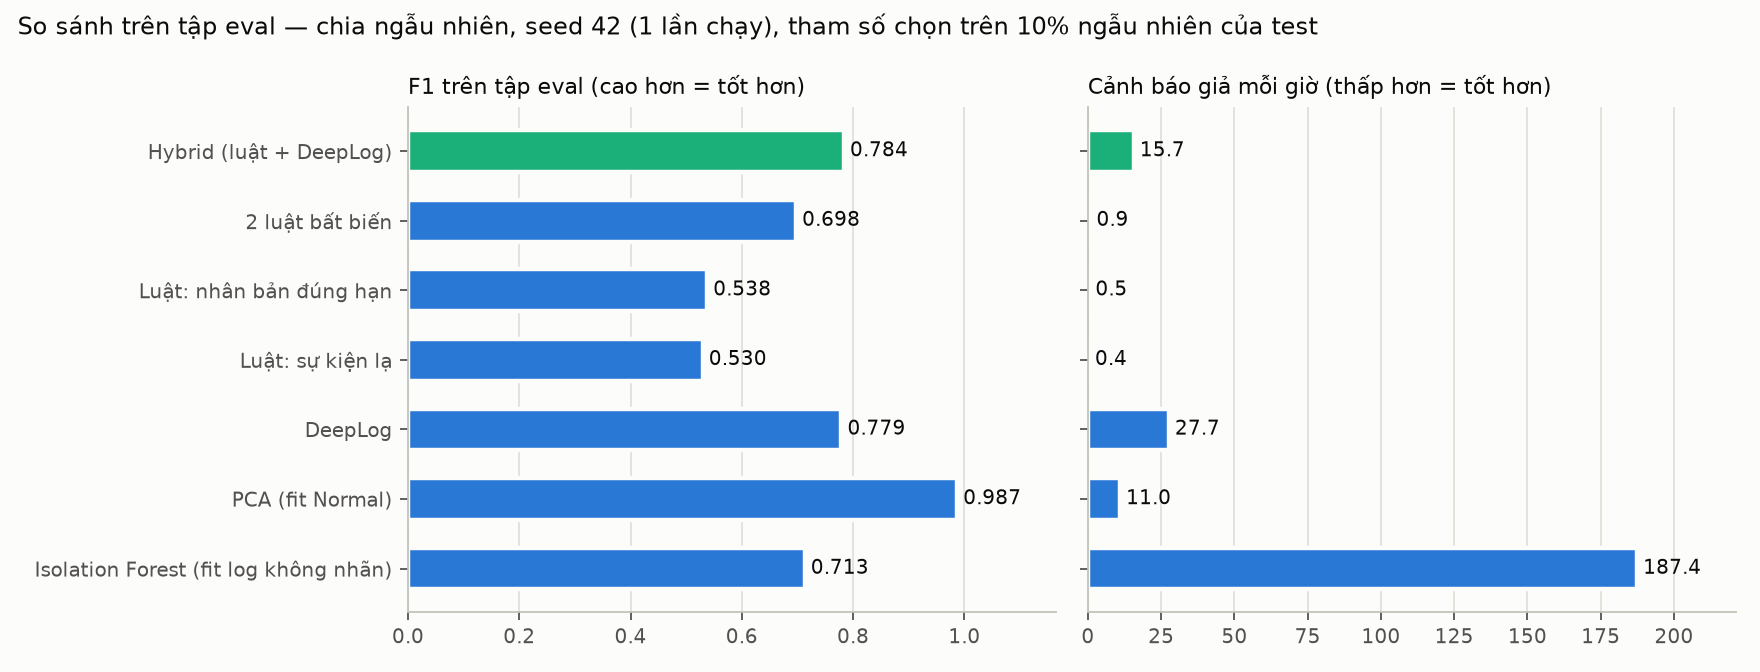 So sánh trên tập eval — chia ngẫu nhiên, seed 42 (1 lần chạy), tham số chọn trên 10% ngẫu nhiên của test
F1 trên tập eval (cao hơn = tốt hơn)
Hybrid (luật + DeepLog) 0.784
2 luật bất biến 0.698
Luật: nhân bản đúng hạn 0.538
Luật: sự kiện lạ 0.530
DeepLog 0.779
PCA (fit Normal) 0.987
Isolation Forest (fit log không nhãn) 0.713
0.0 0.2 0.4 0.6 0.8 1.0
Cảnh báo giả mỗi giờ (thấp hơn = tốt hơn)
15.7
0.9
0.5
0.4
27.7
11.0
187.4
0 25 50 75 100 125 150 175 200